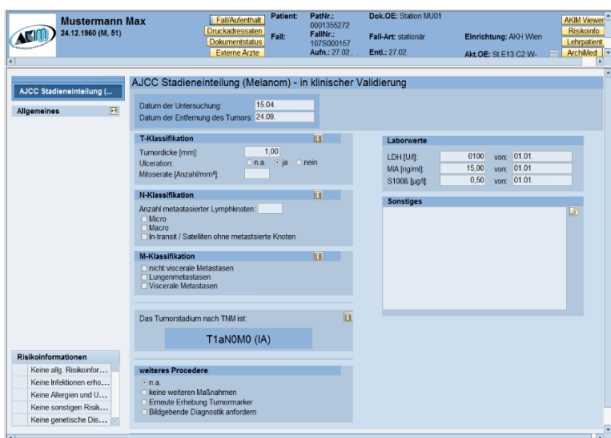 AKIM
Mustermann Max
24.12.1960 (M, 51)
Fall/Aufenthalt
Druckadressen
Dokumentstatus
Externe Ärzte
Patient:
Fall:
PatNr.:
0001355272
FallNr.:
107S000157
Aufn.: 27.02.
Dok.OE: Station MU01
Fall-Art: stationär
Entl.: 27.02.
Einrichtung: AKH Wien
Akt.OE: St.E13 C2 W-
AKIM Viewer
Risikoinfo
Lehrpatient
ArchiMed
AJCC Stadieneinteilung (...
Allgemeines
AJCC Stadieneinteilung (Melanom) - in klinischer Validierung
Datum der Untersuchung: 15.04.
Datum der Entfernung des Tumors: 24.09.
T-Klassifikation
Tumordicke [mm]: 1,00
Ulceration: n.a. ja nein
Mitoserate [Anzahl/mm²]:
N-Klassifikation
Anzahl metastasierter Lymphknoten:
Micro
Macro
In-transit / Satelliten ohne metastsierte Knoten
M-Klassifikation
nicht viscerale Metastasen
Lungenmetastasen
Viscerale Metastasen
Das Tumorstadium nach TNM ist:
T1aN0M0 (IA)
weiteres Procedere
n.a.
keine weiteren Maßnahmen
Erneute Erhebung Tumormarker
Bildgebende Diagnostik anfordern
Laborwerte
LDH [U/l]: 0100 von: 01.01.
MIA [ng/ml]: 15,00 von: 01.01.
S100ß [µg/l]: 0,50 von: 01.01.
Sonstiges
Risikoinformationen
Keine allg. Risikoinfor...
Keine Infektionen erho...
Keine Allergien und U...
Keine sonstigen Risik...
Keine genetische Dis...